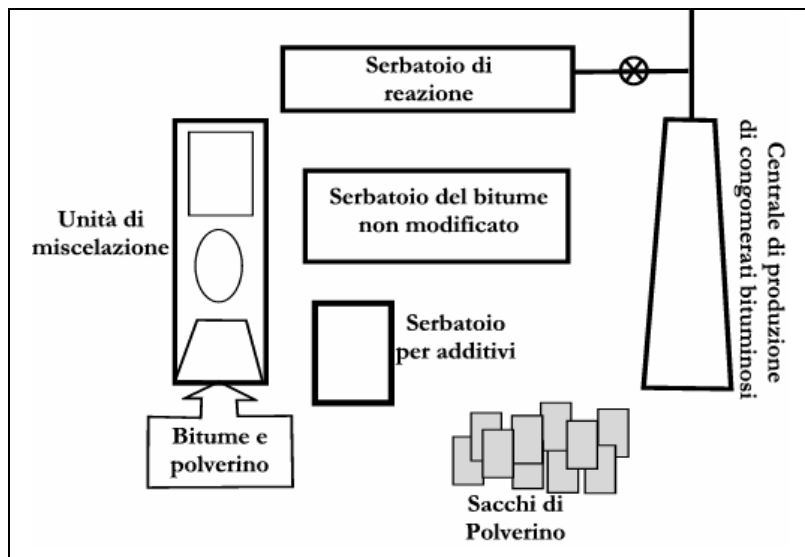 Serbatoio di
reazione
Unità di
miscelazione
Serbatoio del bitume
non modificato
Centrale di produzione
di congomerati bituminosi
Serbatoio
per additivi
Bitume e
polverino
Sacchi di
Polverino